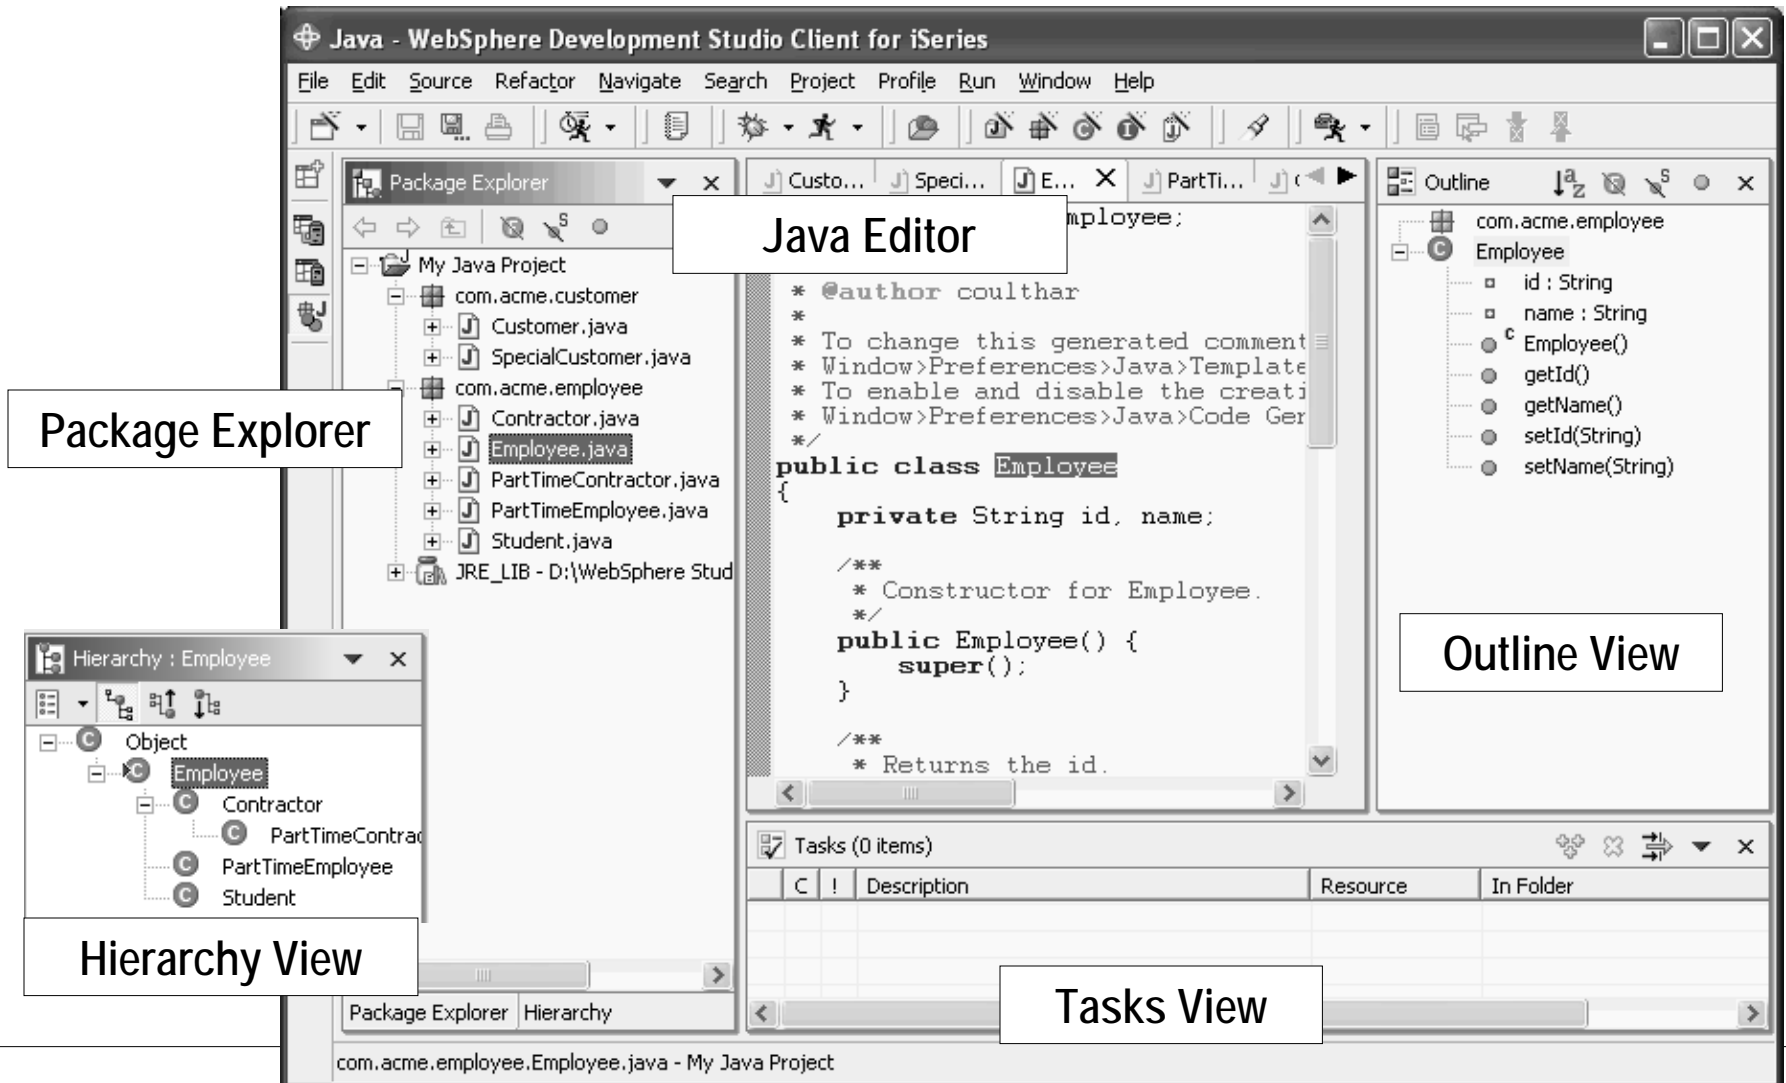 Java - WebSphere Development Studio Client for iSeries
File Edit Source Refactor Navigate Search Project Profile Run Window Help
Package Explorer
My Java Project
com.acme.customer
Customer.java
SpecialCustomer.java
com.acme.employee
Contractor.java
Employee.java
PartTimeContractor.java
PartTimeEmployee.java
Student.java
JRE_LIB - D:\WebSphere Stud
Package Explorer
Hierarchy : Employee
Object
Employee
Contractor
PartTimeContrac
PartTimeEmployee
Student
Hierarchy View
Package Explorer Hierarchy
Custo... Speci... E... PartTi...
Java Editor
mployee;
* @author coulthar
*
* To change this generated comment
* Window>Preferences>Java>Template
* To enable and disable the creati
* Window>Preferences>Java>Code Ger
*/
public class Employee
{
private String id, name;
/**
* Constructor for Employee.
*/
public Employee() {
super();
}
/**
* Returns the id.
Outline
com.acme.employee
Employee
id : String
name : String
Employee()
getId()
getName()
setId(String)
setName(String)
Outline View
Tasks (0 items)
C ! Description Resource In Folder
Tasks View
com.acme.employee.Employee.java - My Java Project